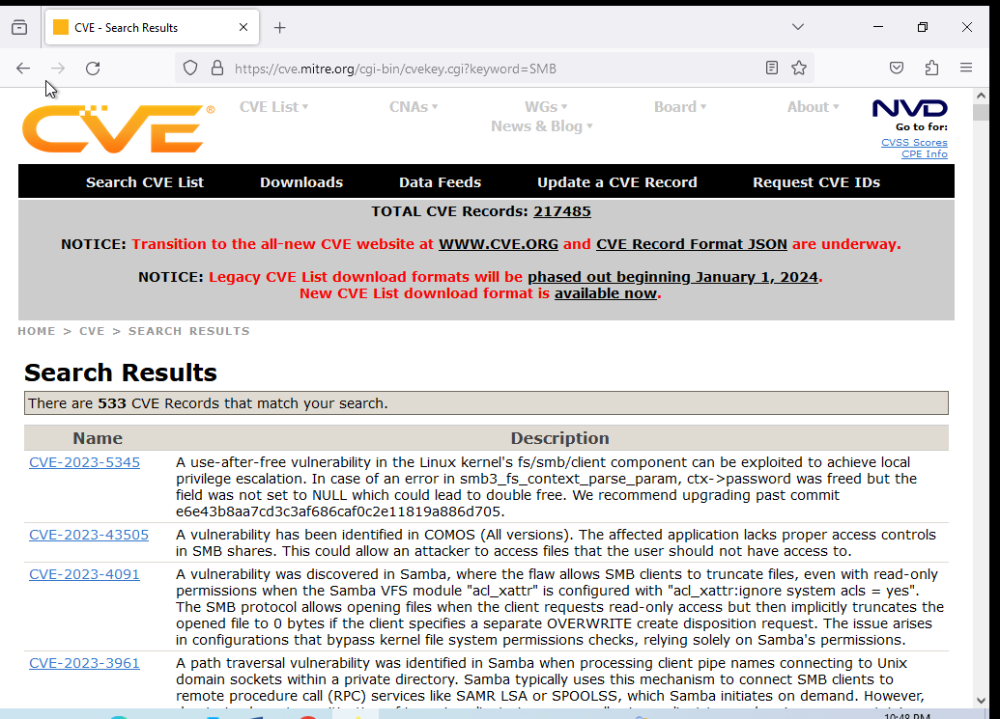 CVE - Search Results
https://cve.mitre.org/cgi-bin/cvekey.cgi?keyword=SMB
CVE®
CVE List▾ CNAs▾ WGs▾ Board▾ About▾
News & Blog▾
NVD
Go to for:
CVSS Scores
CPE Info
Search CVE List Downloads Data Feeds Update a CVE Record Request CVE IDs
TOTAL CVE Records: 217485
NOTICE: Transition to the all-new CVE website at WWW.CVE.ORG and CVE Record Format JSON are underway.
NOTICE: Legacy CVE List download formats will be phased out beginning January 1, 2024.
New CVE List download format is available now.
HOME > CVE > SEARCH RESULTS
Search Results
There are 533 CVE Records that match your search.
Name Description
CVE-2023-5345 A use-after-free vulnerability in the Linux kernel's fs/smb/client component can be exploited to achieve local
privilege escalation. In case of an error in smb3_fs_context_parse_param, ctx->password was freed but the
field was not set to NULL which could lead to double free. We recommend upgrading past commit
e6e43b8aa7cd3c3af686caf0c2e11819a886d705.
CVE-2023-43505 A vulnerability has been identified in COMOS (All versions). The affected application lacks proper access controls
in SMB shares. This could allow an attacker to access files that the user should not have access to.
CVE-2023-4091 A vulnerability was discovered in Samba, where the flaw allows SMB clients to truncate files, even with read-only
permissions when the Samba VFS module "acl_xattr" is configured with "acl_xattr:ignore system acls = yes".
The SMB protocol allows opening files when the client requests read-only access but then implicitly truncates the
opened file to 0 bytes if the client specifies a separate OVERWRITE create disposition request. The issue arises
in configurations that bypass kernel file system permissions checks, relying solely on Samba's permissions.
CVE-2023-3961 A path traversal vulnerability was identified in Samba when processing client pipe names connecting to Unix
domain sockets within a private directory. Samba typically uses this mechanism to connect SMB clients to
remote procedure call (RPC) services like SAMR LSA or SPOOLSS, which Samba initiates on demand. However,
10:48 PM